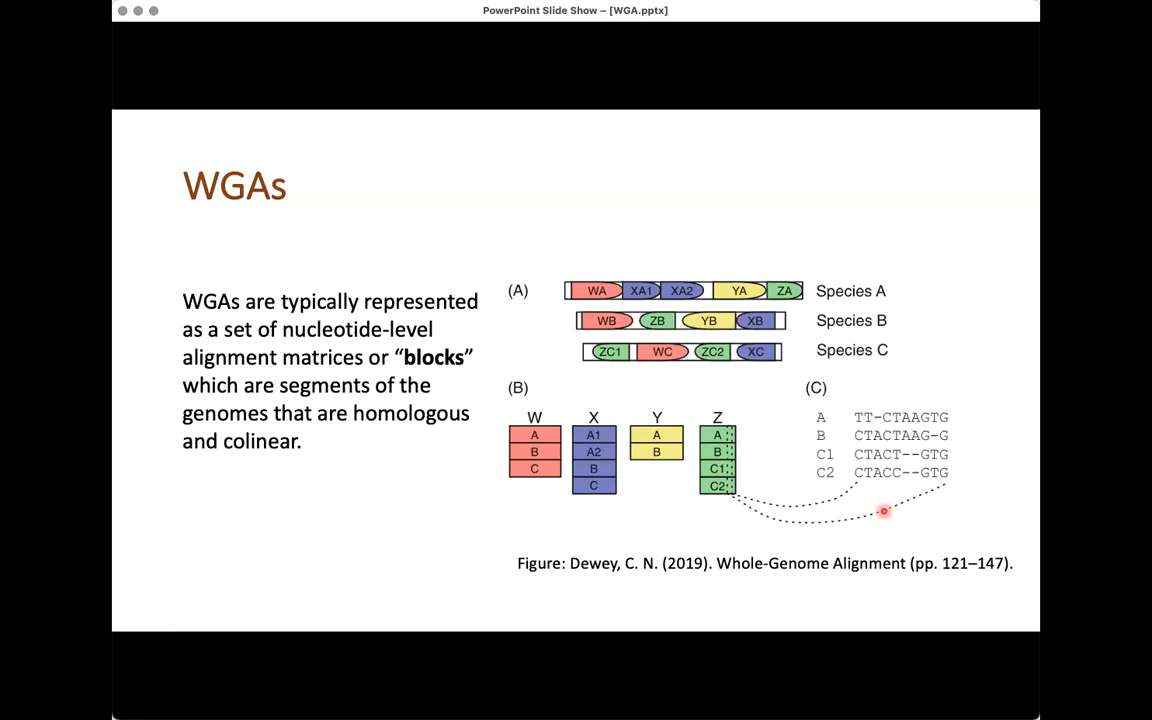 PowerPoint Slide Show – [WGA.pptx]
WGAs
WGAs are typically represented
as a set of nucleotide-level
alignment matrices or “blocks”
which are segments of the
genomes that are homologous
and colinear.
(A) WA XA1 XA2 YA ZA Species A
WB ZB YB XB Species B
ZC1 WC ZC2 XC Species C
(B)
W X Y Z
A A1 A A
B A2 B B
C B C1
C C2
(C)
A TT-CTAAGTG
B CTACTAAG-G
C1 CTACT--GTG
C2 CTACC--GTG
Figure: Dewey, C. N. (2019). Whole-Genome Alignment (pp. 121–147).